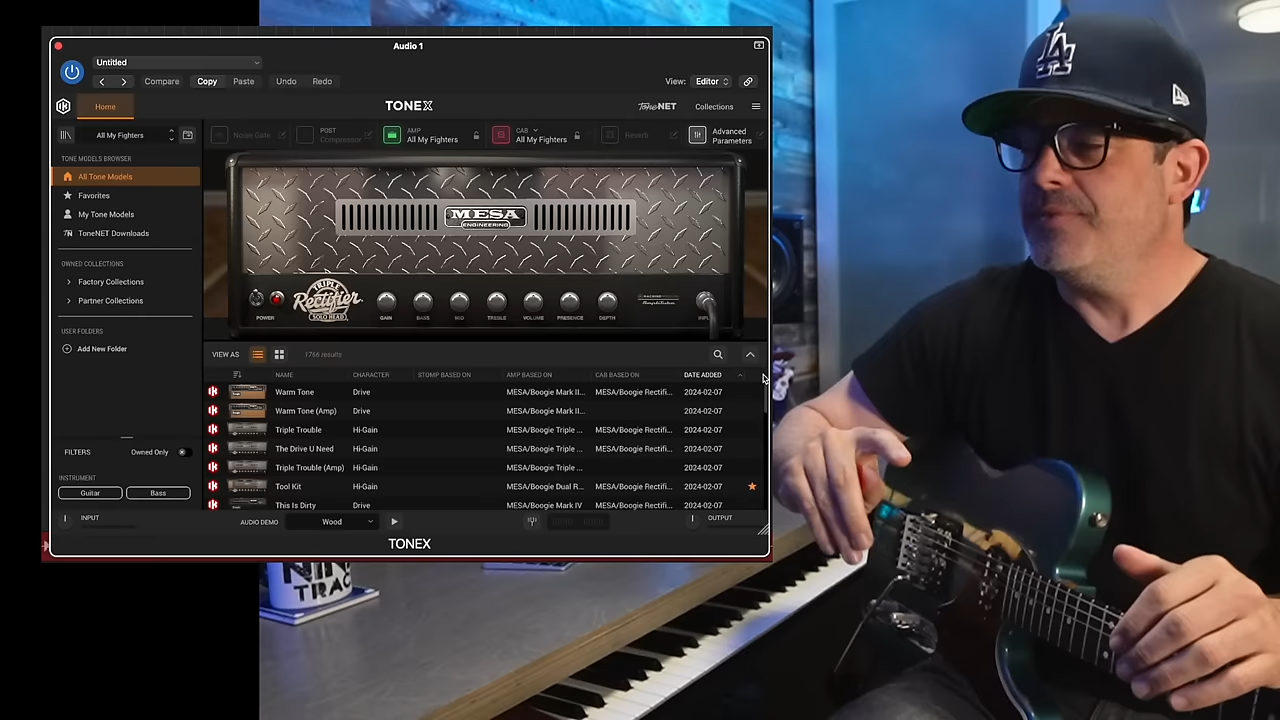 Audio 1
Untitled
Compare Copy Paste Undo Redo View: Editor
Home TONEX ToneNET Collections
All My Fighters Noise Gate POST Compressor AMP All My Fighters CAB All My Fighters Reverb Advanced Parameters
TONE MODELS BROWSER
All Tone Models
Favorites
My Tone Models
ToneNET Downloads
OWNED COLLECTIONS
Factory Collections
Partner Collections
USER FOLDERS
Add New Folder
FILTERS Owned Only
INSTRUMENT
Guitar Bass
MESA
ENGINEERING
TRIPLE
Rectifier
SOLO HEAD
POWER GAIN BASS MID TREBLE VOLUME PRESENCE DEPTH INPUT
VIEW AS 1766 results
NAME CHARACTER STOMP BASED ON AMP BASED ON CAB BASED ON DATE ADDED
Warm Tone Drive MESA/Boogie Mark II... MESA/Boogie Rectifi... 2024-02-07
Warm Tone (Amp) Drive MESA/Boogie Mark II... 2024-02-07
Triple Trouble Hi-Gain MESA/Boogie Triple ... MESA/Boogie Rectifi... 2024-02-07
The Drive U Need Hi-Gain MESA/Boogie Triple ... MESA/Boogie Rectifi... 2024-02-07
Triple Trouble (Amp) Hi-Gain MESA/Boogie Triple ... 2024-02-07
Tool Kit Hi-Gain MESA/Boogie Dual R... MESA/Boogie Rectifi... 2024-02-07
This Is Dirty Drive MESA/Boogie Mark IV MESA/Boogie Rectifi... 2024-02-07
INPUT AUDIO DEMO Wood OUTPUT
TONEX
LA
NIN
TRAC